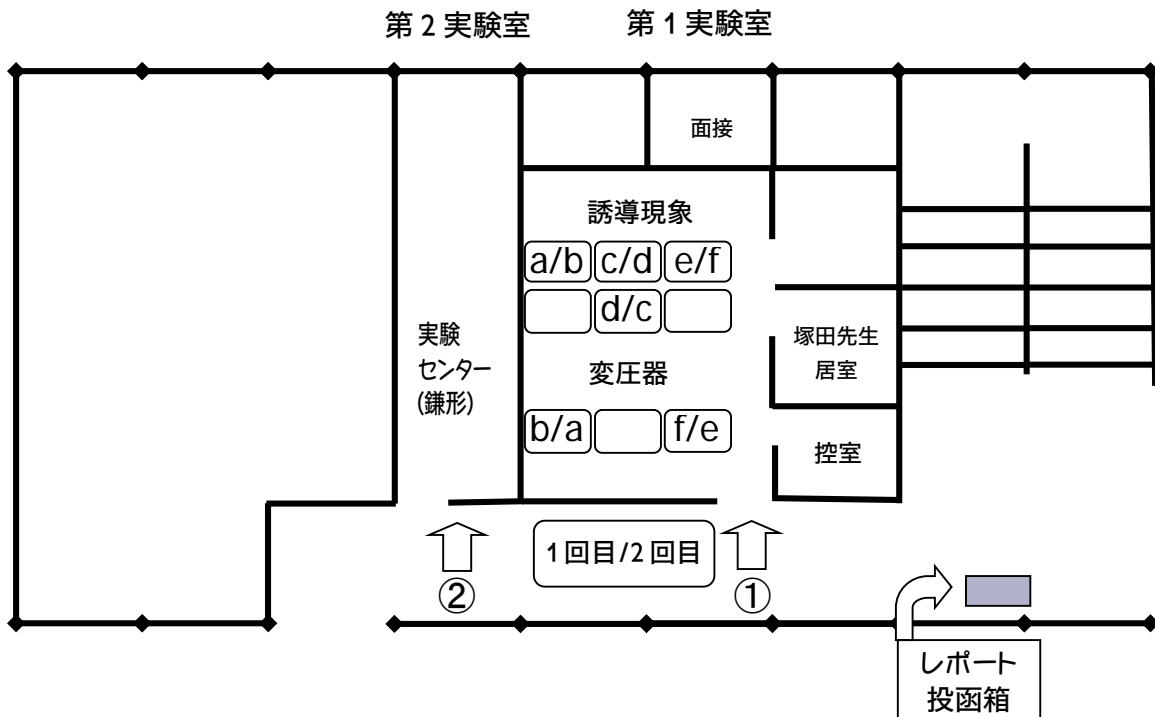 第２実験室
第１実験室
面接
誘導現象
a/b
c/d
e/f
d/c
実験
センター
(鎌形)
変圧器
塚田先生
居室
b/a
f/e
控室
1回目/2回目
②
①
レポート
投函箱